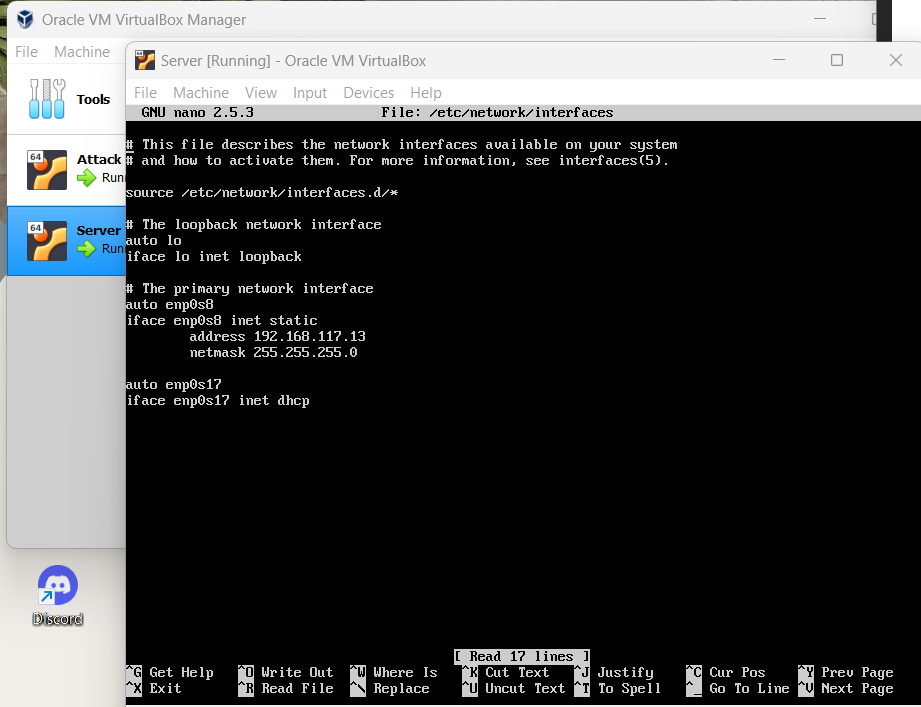 Oracle VM VirtualBox Manager
File Machine
Tools
64
Attack
Runn
64
Server
Runn
Server [Running] - Oracle VM VirtualBox
File Machine View Input Devices Help
GNU nano 2.5.3 File: /etc/network/interfaces
# This file describes the network interfaces available on your system
# and how to activate them. For more information, see interfaces(5).
source /etc/network/interfaces.d/*
# The loopback network interface
auto lo
iface lo inet loopback
# The primary network interface
auto enp0s8
iface enp0s8 inet static
address 192.168.117.13
netmask 255.255.255.0
auto enp0s17
iface enp0s17 inet dhcp
[ Read 17 lines ]
^G Get Help ^O Write Out ^W Where Is ^K Cut Text ^J Justify ^C Cur Pos ^Y Prev Page
^X Exit ^R Read File ^\ Replace ^U Uncut Text ^T To Spell ^_ Go To Line ^V Next Page
Discord